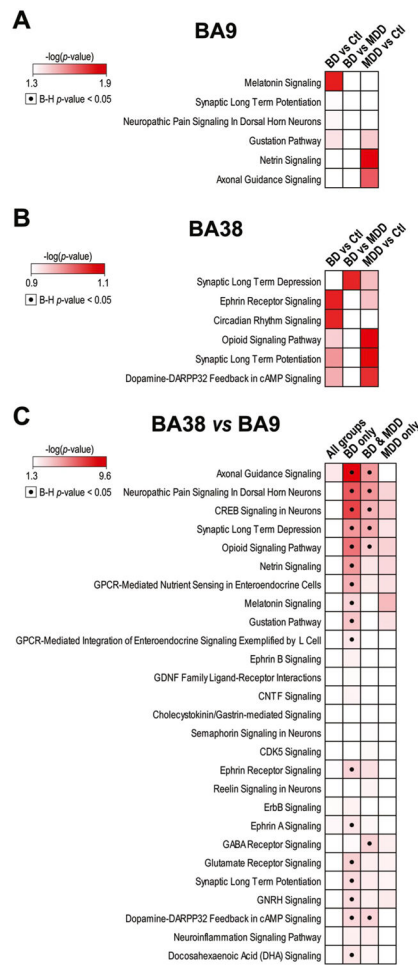 A
BA9
-log(p-value)
1.3 1.9
• B-H p-value < 0.05
BD vs Ctl
BD vs MDD
MDD vs Ctl
Melatonin Signaling
Synaptic Long Term Potentiation
Neuropathic Pain Signaling In Dorsal Horn Neurons
Gustation Pathway
Netrin Signaling
Axonal Guidance Signaling
B
BA38
-log(p-value)
0.9 1.1
• B-H p-value < 0.05
BD vs Ctl
BD vs MDD
MDD vs Ctl
Synaptic Long Term Depression
Ephrin Receptor Signaling
Circadian Rhythm Signaling
Opioid Signaling Pathway
Synaptic Long Term Potentiation
Dopamine-DARPP32 Feedback in cAMP Signaling
C
BA38 vs BA9
-log(p-value)
1.3 9.6
• B-H p-value < 0.05
All groups
BD only
BD & MDD
MDD only
Axonal Guidance Signaling
Neuropathic Pain Signaling In Dorsal Horn Neurons
CREB Signaling in Neurons
Synaptic Long Term Depression
Opioid Signaling Pathway
Netrin Signaling
GPCR-Mediated Nutrient Sensing in Enteroendocrine Cells
Melatonin Signaling
Gustation Pathway
GPCR-Mediated Integration of Enteroendocrine Signaling Exemplified by L Cell
Ephrin B Signaling
GDNF Family Ligand-Receptor Interactions
CNTF Signaling
Cholecystokinin/Gastrin-mediated Signaling
Semaphorin Signaling in Neurons
CDK5 Signaling
Ephrin Receptor Signaling
Reelin Signaling in Neurons
ErbB Signaling
Ephrin A Signaling
GABA Receptor Signaling
Glutamate Receptor Signaling
Synaptic Long Term Potentiation
GNRH Signaling
Dopamine-DARPP32 Feedback in cAMP Signaling
Neuroinflammation Signaling Pathway
Docosahexaenoic Acid (DHA) Signaling